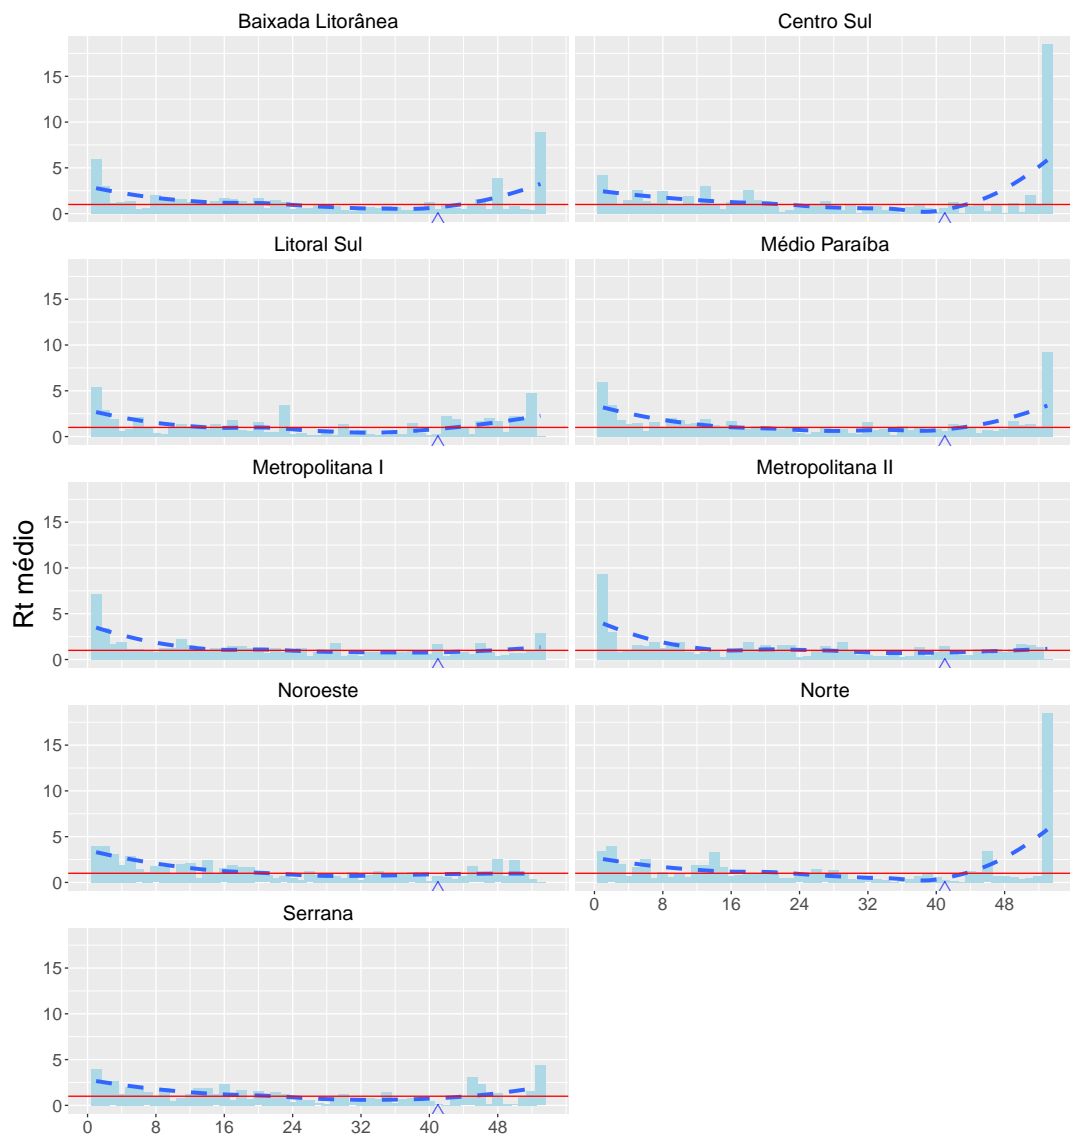 Baixada Litorânea
Centro Sul
15
10
5
0
Litoral Sul
Médio Paraíba
15
10
5
0
Metropolitana I
Metropolitana II
15
10
5
0
Rt médio
Noroeste
Norte
15
10
5
0
0 8 16 24 32 40 48
Serrana
15
10
5
0
0 8 16 24 32 40 48